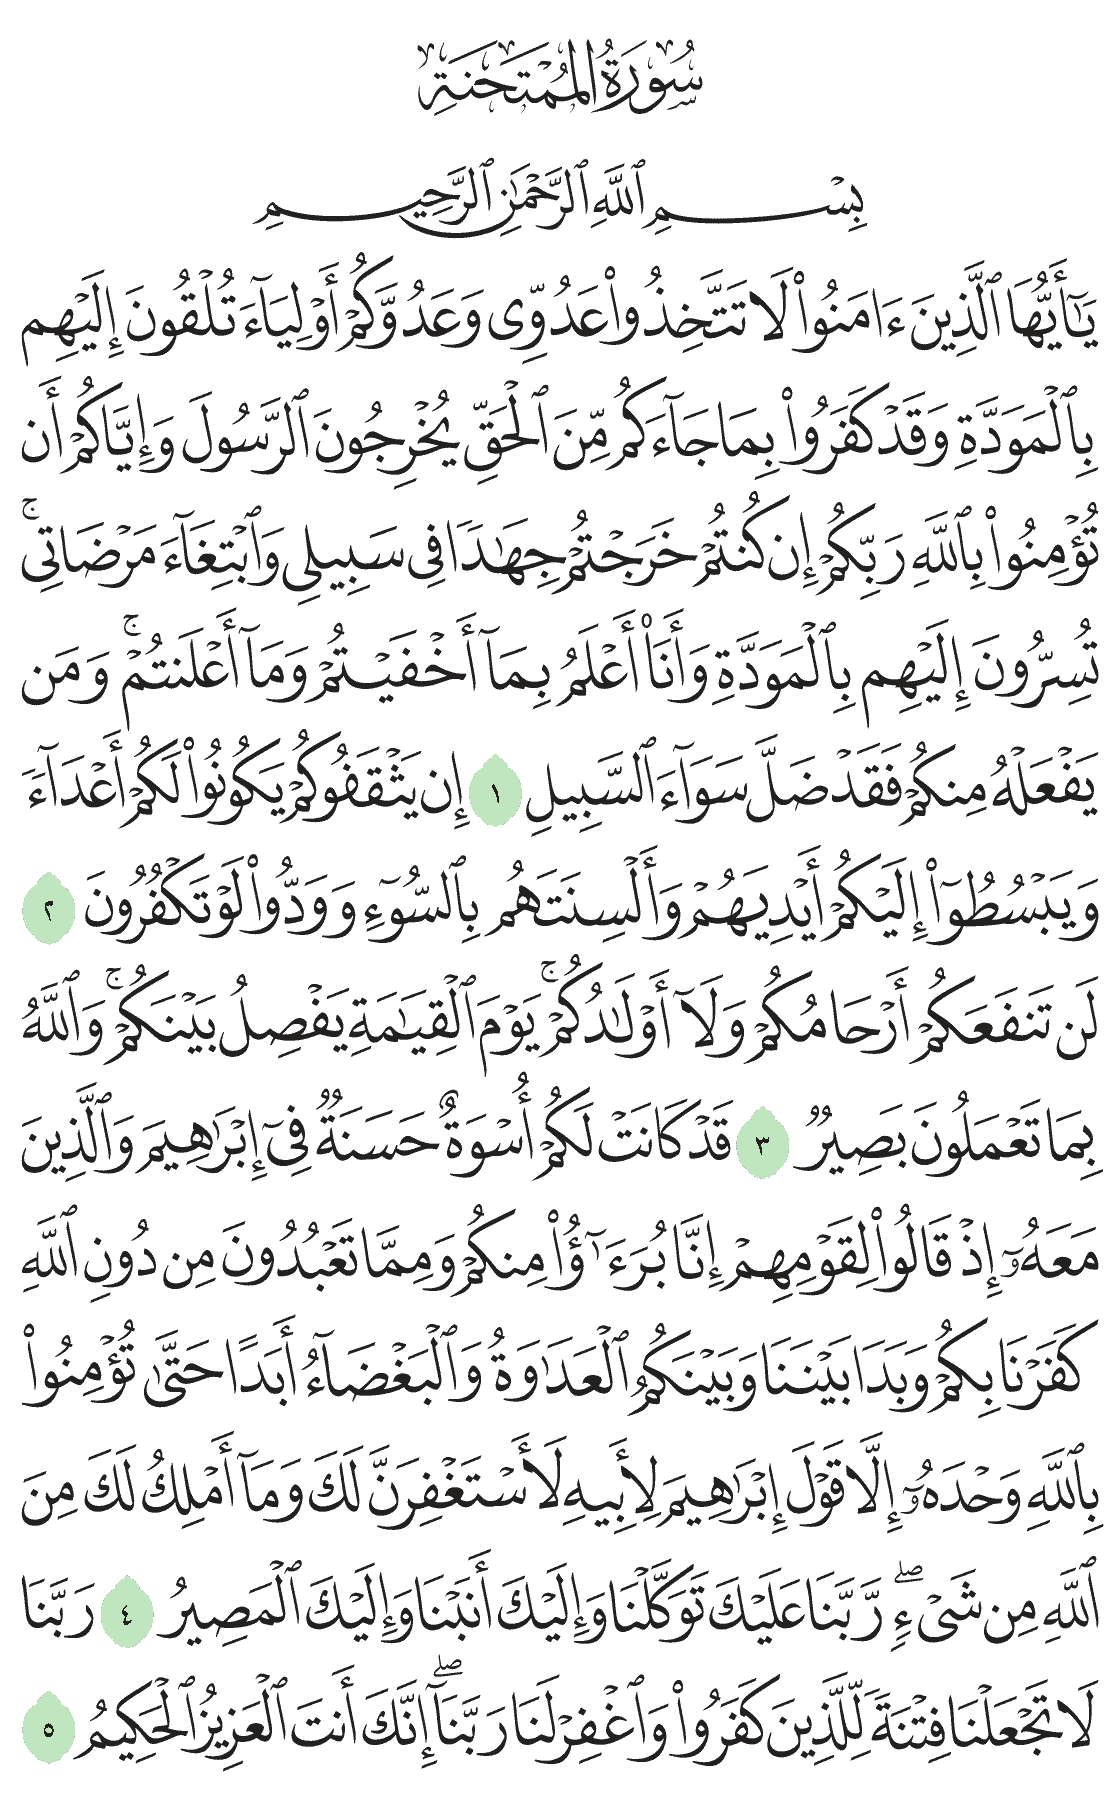 سُورَةُ المُمْتَحنَةِ
بِسْمِ ٱللَّهِ ٱلرَّحْمَٰنِ ٱلرَّحِيمِ
يَٰٓأَيُّهَا ٱلَّذِينَ ءَامَنُوا۟ لَا تَتَّخِذُوا۟ عَدُوِّى وَعَدُوَّكُمْ أَوْلِيَآءَ تُلْقُونَ إِلَيْهِم
بِٱلْمَوَدَّةِ وَقَدْ كَفَرُوا۟ بِمَا جَآءَكُم مِّنَ ٱلْحَقِّ يُخْرِجُونَ ٱلرَّسُولَ وَإِيَّاكُمْ أَن
تُؤْمِنُوا۟ بِٱللَّهِ رَبِّكُمْ إِن كُنتُمْ خَرَجْتُمْ جِهَٰدًا فِى سَبِيلِى وَٱبْتِغَآءَ مَرْضَاتِى ۚ
تُسِرُّونَ إِلَيْهِم بِٱلْمَوَدَّةِ وَأَنَا۠ أَعْلَمُ بِمَآ أَخْفَيْتُمْ وَمَآ أَعْلَنتُمْ ۚ وَمَن
يَفْعَلْهُ مِنكُمْ فَقَدْ ضَلَّ سَوَآءَ ٱلسَّبِيلِ ١ إِن يَثْقَفُوكُمْ يَكُونُوا۟ لَكُمْ أَعْدَآءً
وَيَبْسُطُوٓا۟ إِلَيْكُمْ أَيْدِيَهُمْ وَأَلْسِنَتَهُم بِٱلسُّوٓءِ وَوَدُّوا۟ لَوْ تَكْفُرُونَ ٢
لَن تَنفَعَكُمْ أَرْحَامُكُمْ وَلَآ أَوْلَٰدُكُمْ ۚ يَوْمَ ٱلْقِيَٰمَةِ يَفْصِلُ بَيْنَكُمْ ۚ وَٱللَّهُ
بِمَا تَعْمَلُونَ بَصِيرٌ ٣ قَدْ كَانَتْ لَكُمْ أُسْوَةٌ حَسَنَةٌ فِىٓ إِبْرَٰهِيمَ وَٱلَّذِينَ
مَعَهُۥٓ إِذْ قَالُوا۟ لِقَوْمِهِمْ إِنَّا بُرَءَٰٓؤُا۟ مِنكُمْ وَمِمَّا تَعْبُدُونَ مِن دُونِ ٱللَّهِ
كَفَرْنَا بِكُمْ وَبَدَا بَيْنَنَا وَبَيْنَكُمُ ٱلْعَدَٰوَةُ وَٱلْبَغْضَآءُ أَبَدًا حَتَّىٰ تُؤْمِنُوا۟
بِٱللَّهِ وَحْدَهُۥٓ إِلَّا قَوْلَ إِبْرَٰهِيمَ لِأَبِيهِ لَأَسْتَغْفِرَنَّ لَكَ وَمَآ أَمْلِكُ لَكَ مِنَ
ٱللَّهِ مِن شَىْءٍ ۖ رَّبَّنَا عَلَيْكَ تَوَكَّلْنَا وَإِلَيْكَ أَنَبْنَا وَإِلَيْكَ ٱلْمَصِيرُ ٤ رَبَّنَا
لَا تَجْعَلْنَا فِتْنَةً لِّلَّذِينَ كَفَرُوا۟ وَٱغْفِرْ لَنَا رَبَّنَآ ۖ إِنَّكَ أَنتَ ٱلْعَزِيزُ ٱلْحَكِيمُ ٥